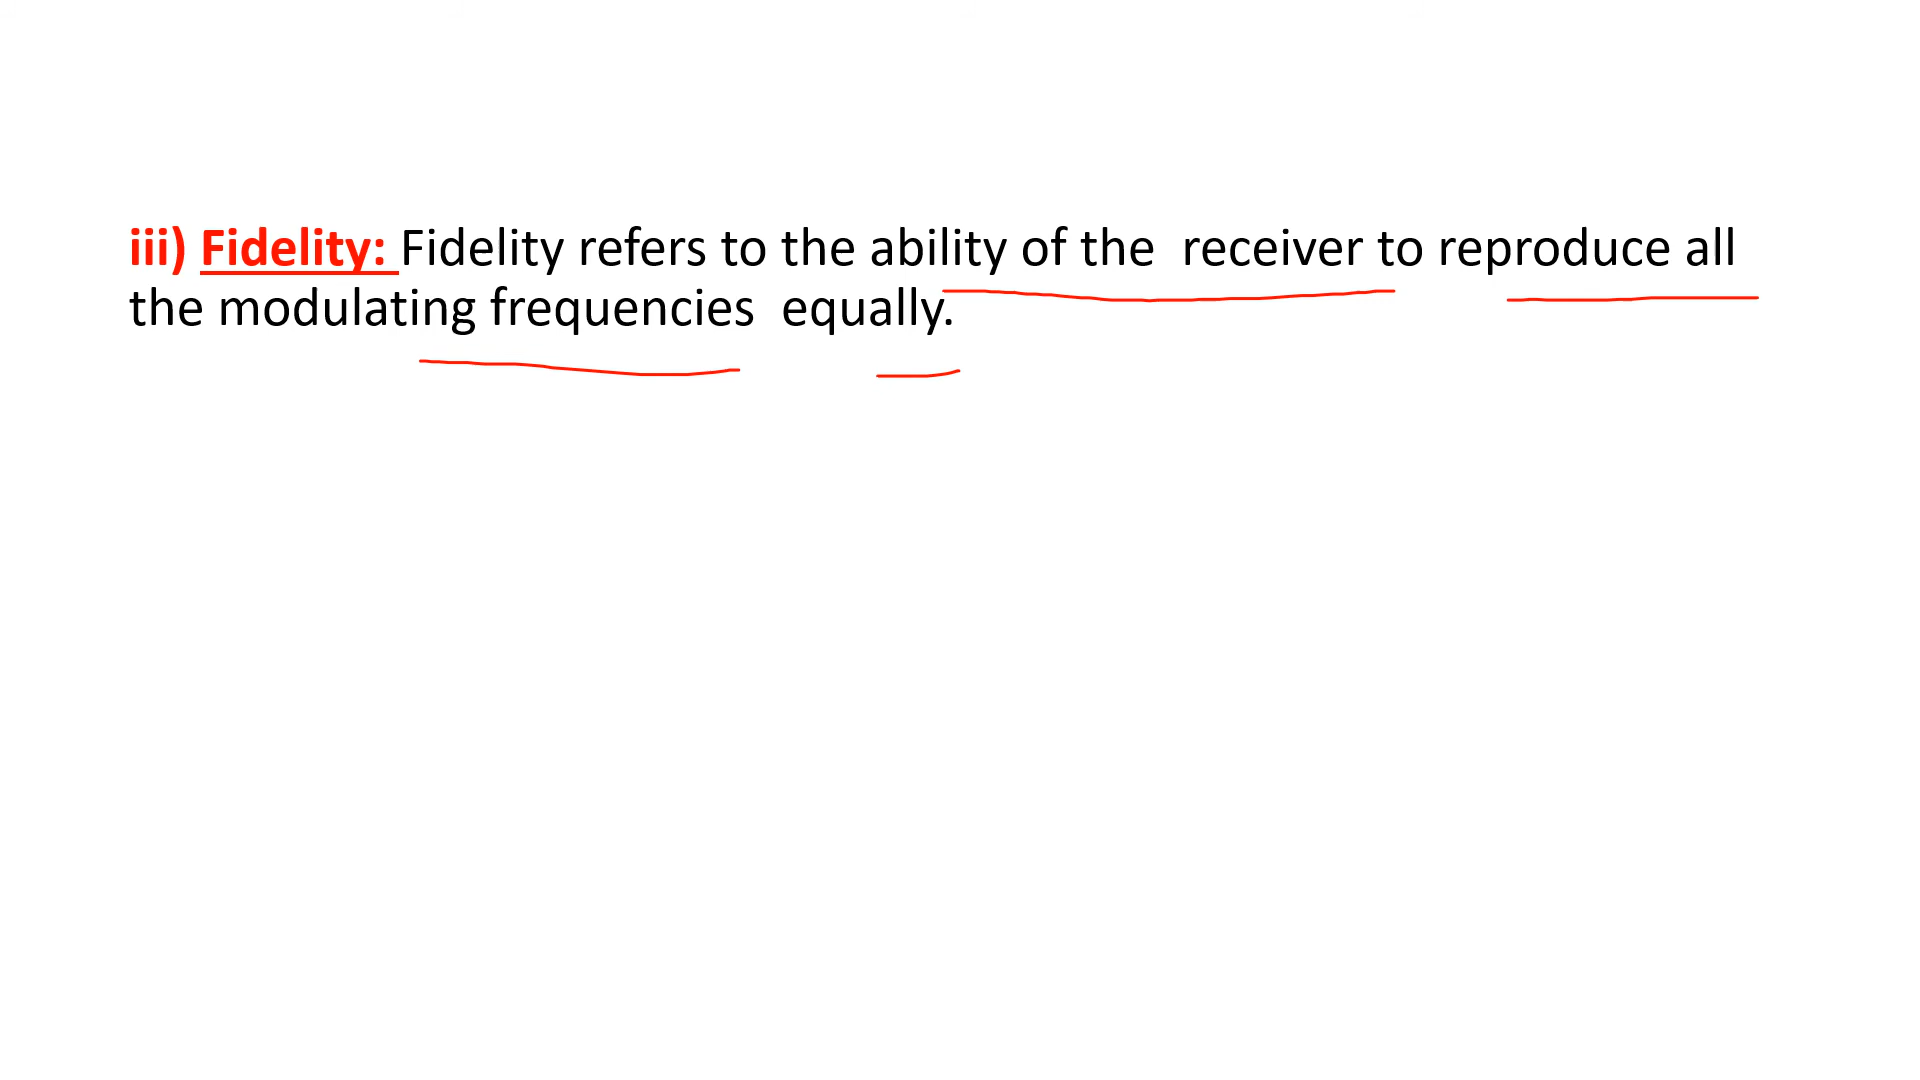 iii) Fidelity: Fidelity refers to the ability of the  receiver to reproduce all
the modulating frequencies  equally.